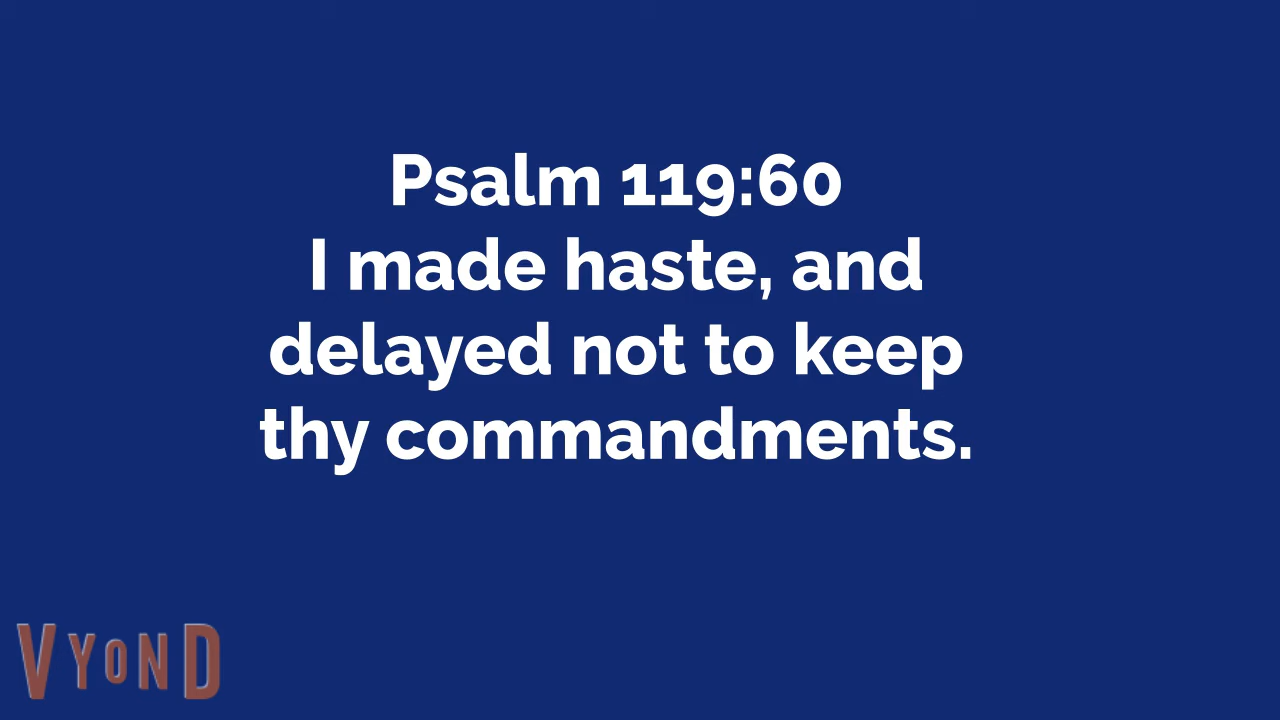 Psalm 119:60
I made haste, and
delayed not to keep
thy commandments.
VYOND